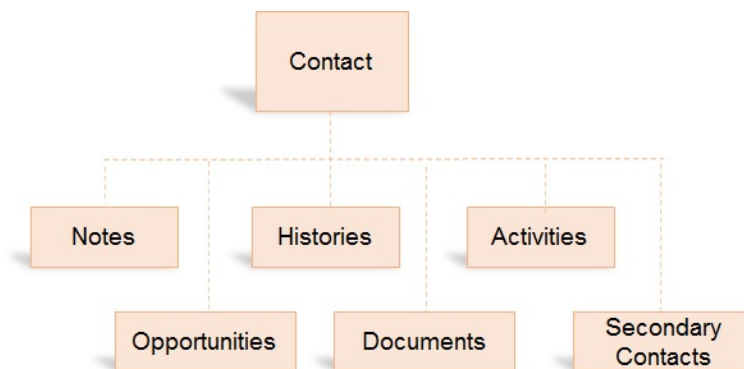 Contact
Notes
Histories
Activities
Opportunities
Documents
Secondary
Contacts